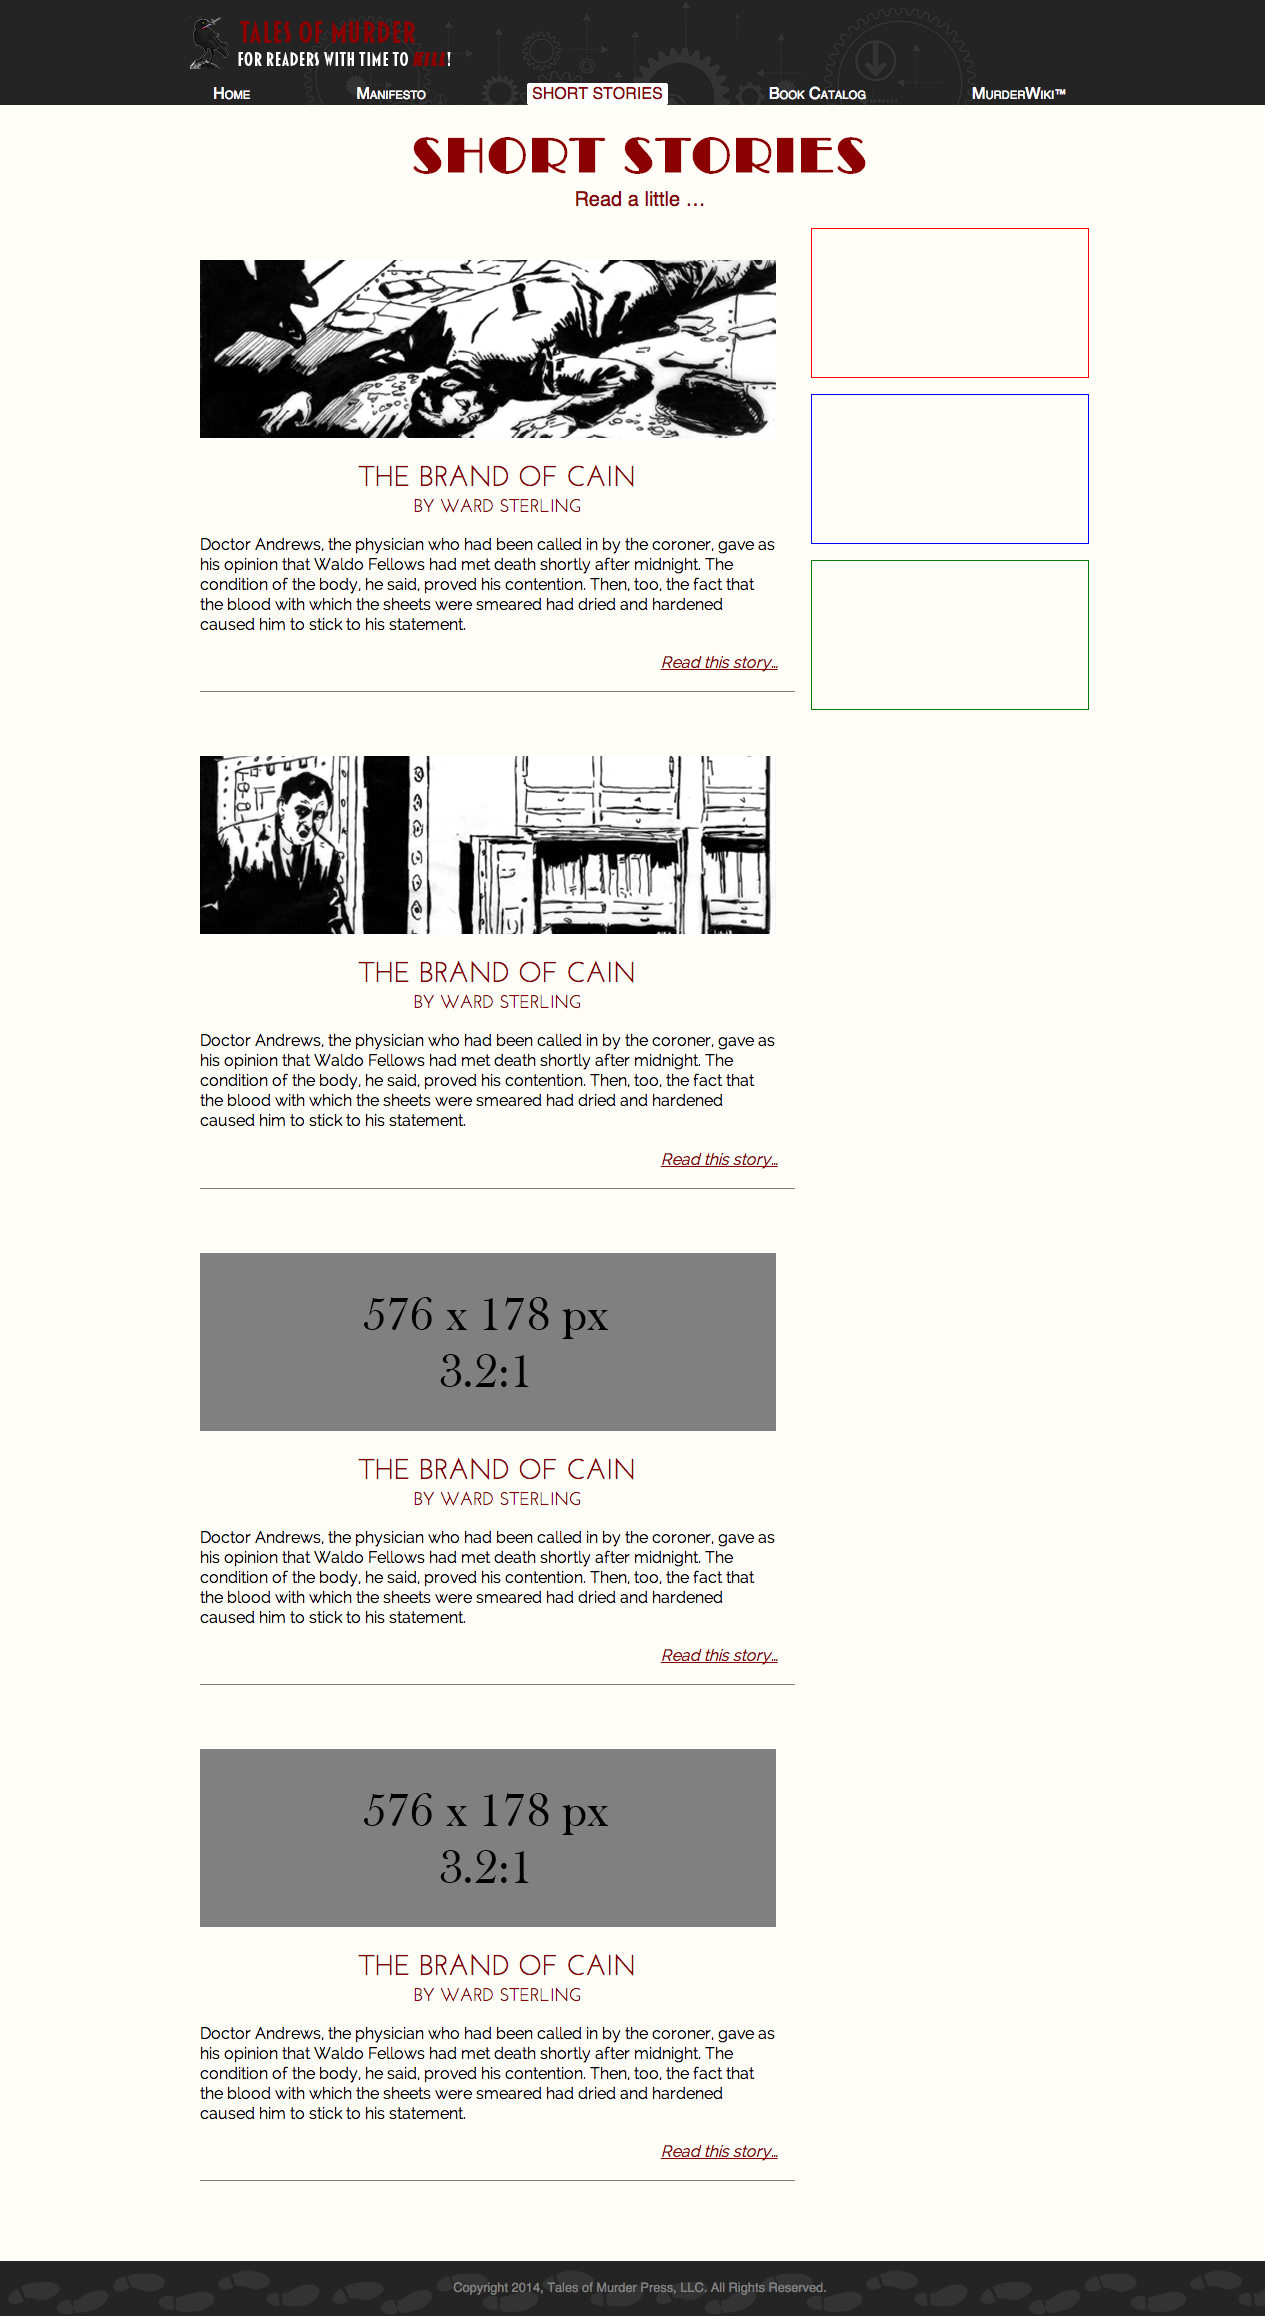 TALES OF MURDER
FOR READERS WITH TIME TO KILL!
HOME MANIFESTO SHORT STORIES BOOK CATALOG MURDERWIKI™
SHORT STORIES
Read a little ...
THE BRAND OF CAIN
BY WARD STERLING
Doctor Andrews, the physician who had been called in by the coroner, gave as
his opinion that Waldo Fellows had met death shortly after midnight. The
condition of the body, he said, proved his contention. Then, too, the fact that
the blood with which the sheets were smeared had dried and hardened
caused him to stick to his statement.
Read this story...
THE BRAND OF CAIN
BY WARD STERLING
Doctor Andrews, the physician who had been called in by the coroner, gave as
his opinion that Waldo Fellows had met death shortly after midnight. The
condition of the body, he said, proved his contention. Then, too, the fact that
the blood with which the sheets were smeared had dried and hardened
caused him to stick to his statement.
Read this story...
576 x 178 px
3.2:1
THE BRAND OF CAIN
BY WARD STERLING
Doctor Andrews, the physician who had been called in by the coroner, gave as
his opinion that Waldo Fellows had met death shortly after midnight. The
condition of the body, he said, proved his contention. Then, too, the fact that
the blood with which the sheets were smeared had dried and hardened
caused him to stick to his statement.
Read this story...
576 x 178 px
3.2:1
THE BRAND OF CAIN
BY WARD STERLING
Doctor Andrews, the physician who had been called in by the coroner, gave as
his opinion that Waldo Fellows had met death shortly after midnight. The
condition of the body, he said, proved his contention. Then, too, the fact that
the blood with which the sheets were smeared had dried and hardened
caused him to stick to his statement.
Read this story...
Copyright 2014, Tales of Murder Press, LLC. All Rights Reserved.